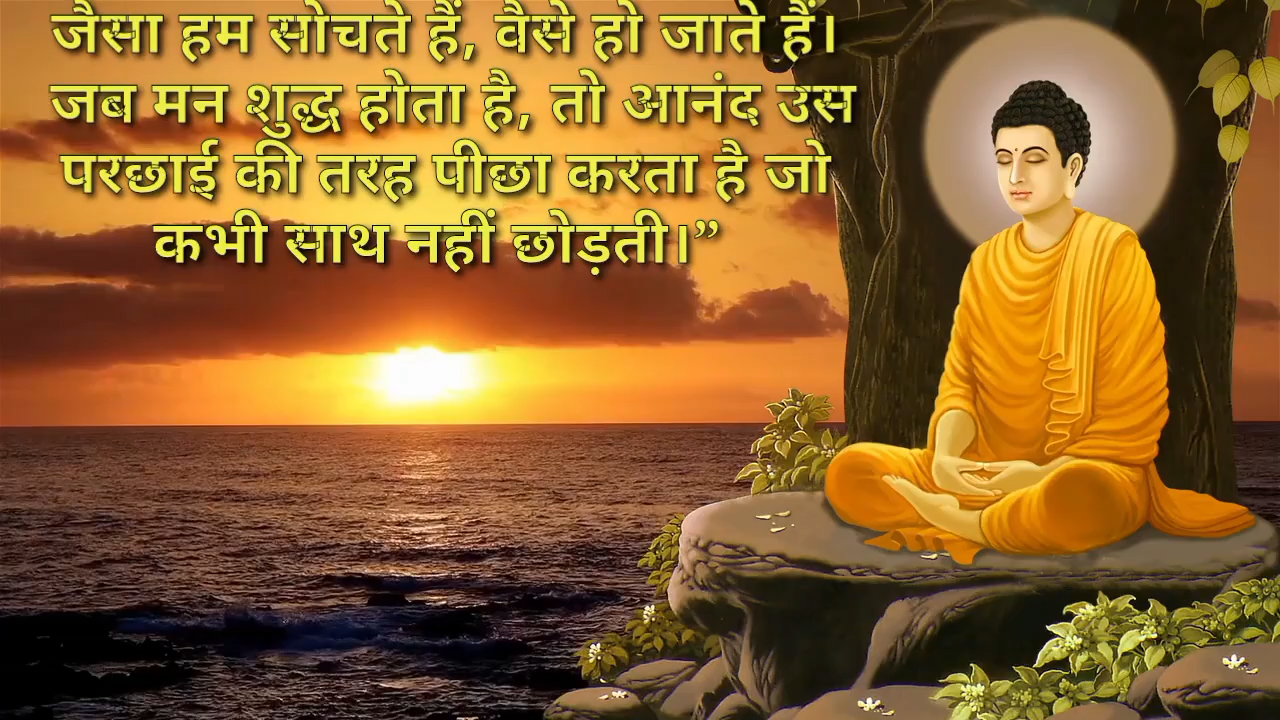 जैसा हम सोचते हैं, वैसे हो जाते हैं।
जब मन शुद्ध होता है, तो आनंद उस
परछाई की तरह पीछा करता है जो
कभी साथ नहीं छोड़ती।”